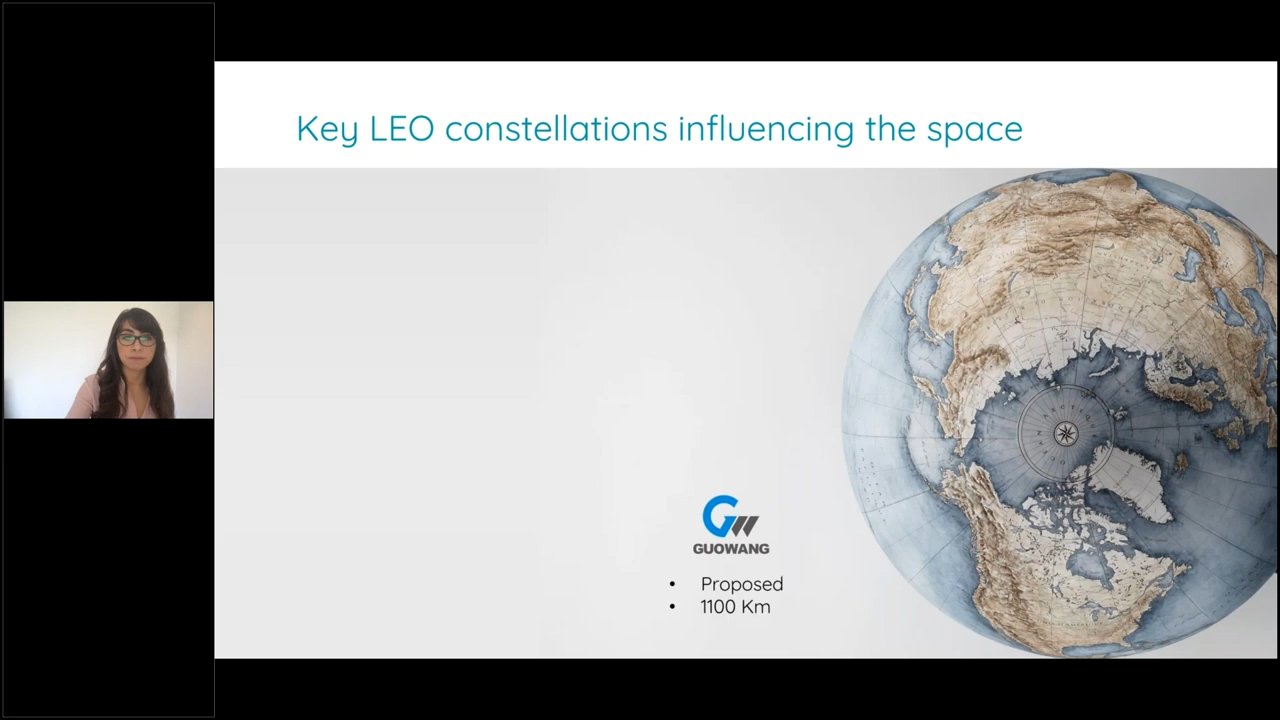 Key LEO constellations influencing the space
GUOWANG
• Proposed
• 1100 Km